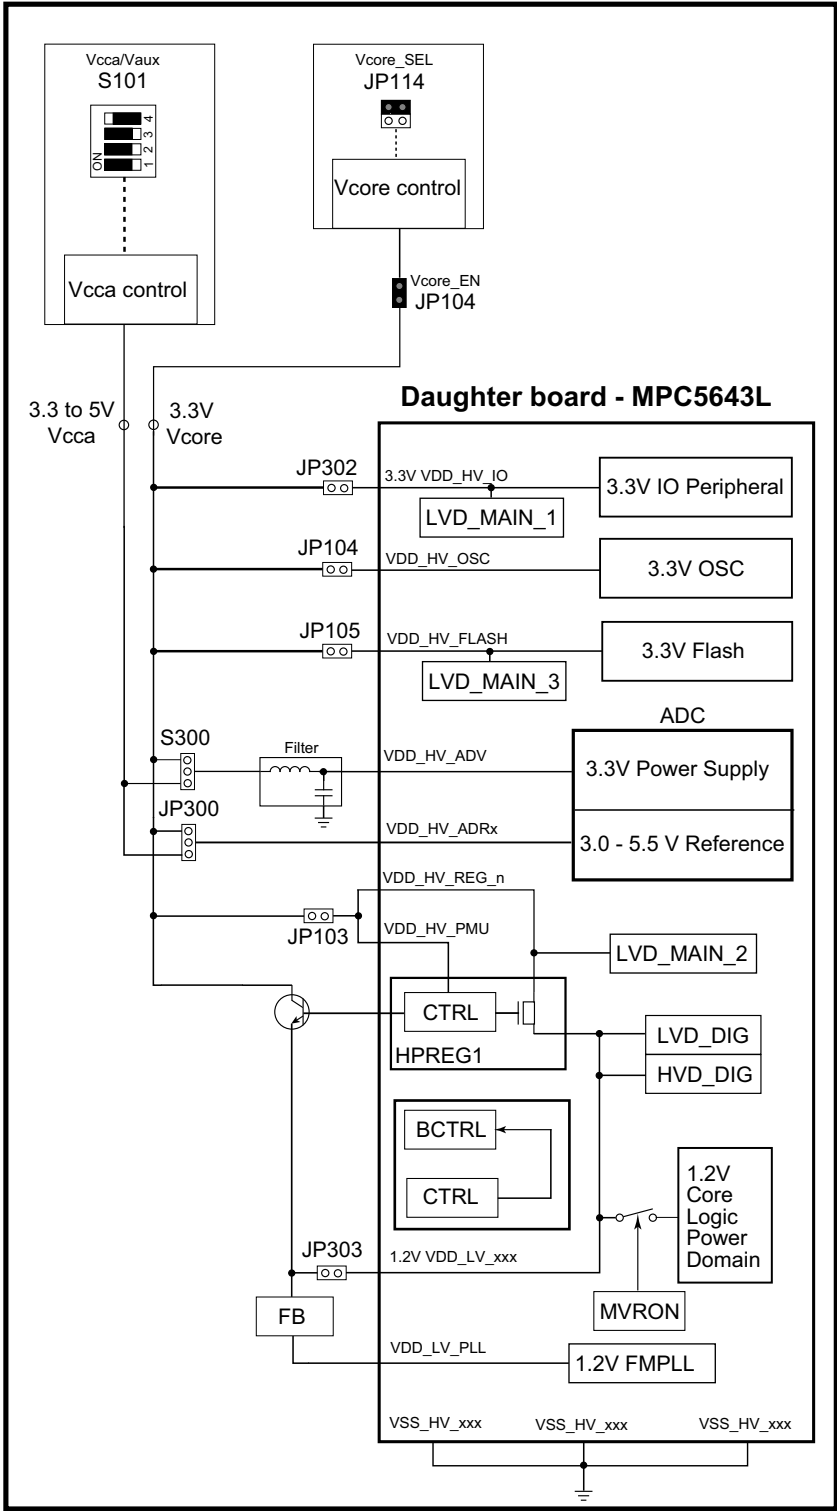 Vcca/Vaux
S101
ON
1 2 3 4
Vcca control
Vcore_SEL
JP114
Vcore control
Vcore_EN
JP104
3.3 to 5V
Vcca
3.3V
Vcore
Daughter board - MPC5643L
JP302
3.3V VDD_HV_IO
LVD_MAIN_1
3.3V IO Peripheral
JP104
VDD_HV_OSC
3.3V OSC
JP105
VDD_HV_FLASH
LVD_MAIN_3
3.3V Flash
ADC
S300
Filter
VDD_HV_ADV
3.3V Power Supply
JP300
VDD_HV_ADRx
3.0 - 5.5 V Reference
VDD_HV_REG_n
JP103
VDD_HV_PMU
LVD_MAIN_2
CTRL
HPREG1
LVD_DIG
HVD_DIG
BCTRL
CTRL
1.2V
Core
Logic
Power
Domain
JP303
1.2V VDD_LV_xxx
MVRON
FB
VDD_LV_PLL
1.2V FMPLL
VSS_HV_xxx
VSS_HV_xxx
VSS_HV_xxx